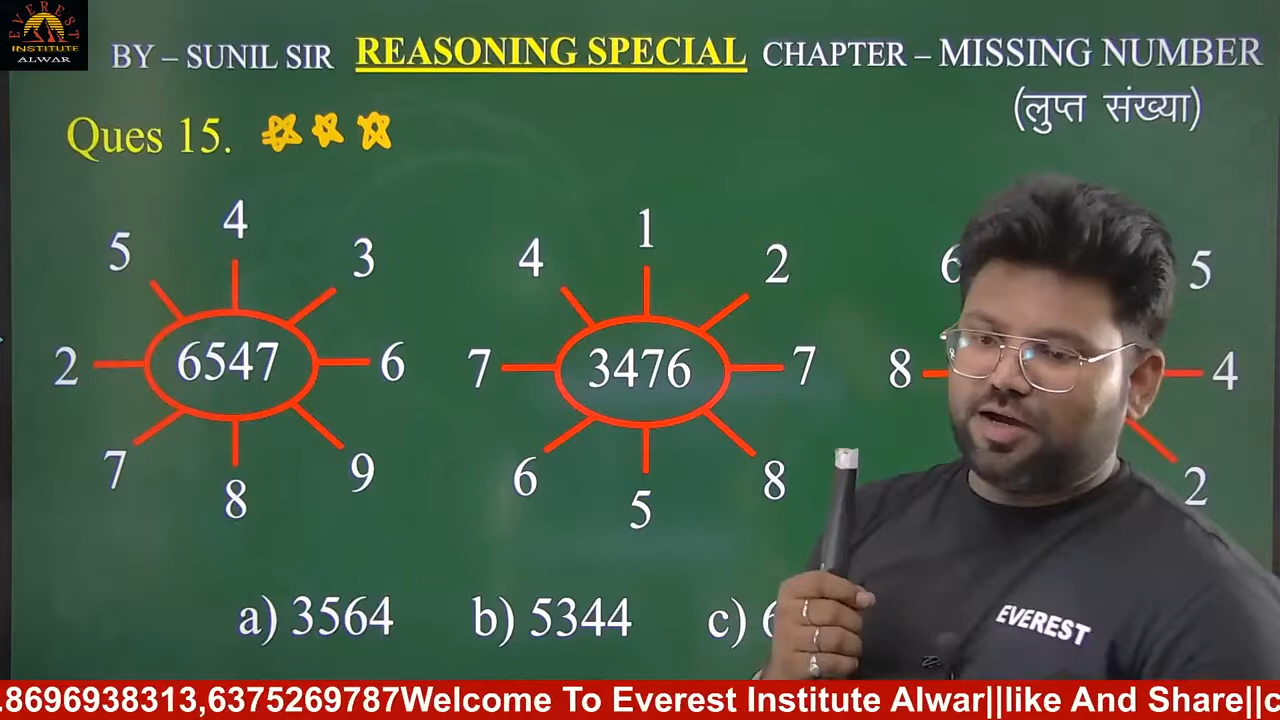 EVEREST
INSTITUTE
ALWAR
BY – SUNIL SIR REASONING SPECIAL CHAPTER – MISSING NUMBER
(लुप्त संख्या)
Ques 15.
5 4 3
2 6547 6
7 8 9
4 1 2
7 3476 7
6 5 8
6 5
8 4
2
a) 3564 b) 5344 c) 6
EVEREST
.8696938313,6375269787Welcome To Everest Institute Alwar||like And Share||c